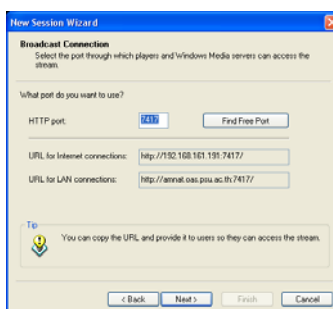 New Session Wizard
Broadcast Connection
Select the port through which players and Windows Media servers can access the
stream.
What port do you want to use?
HTTP port: 7417 Find Free Port
URL for Internet connections: http://192.168.161.191:7417/
URL for LAN connections: http://amnat.oas.psu.ac.th:7417/
Tip
You can copy the URL and provide it to users so they can access the stream.
< Back Next > Finish Cancel